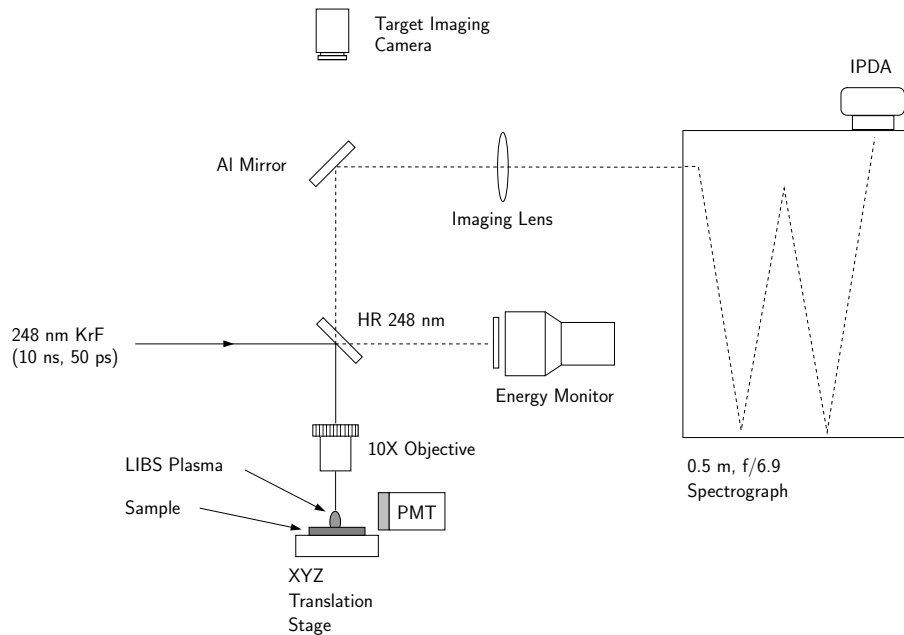 Target Imaging
Camera
IPDA
Al Mirror
Imaging Lens
HR 248 nm
248 nm KrF
(10 ns, 50 ps)
Energy Monitor
10X Objective
LIBS Plasma
0.5 m, f/6.9
Spectrograph
Sample
PMT
XYZ
Translation
Stage